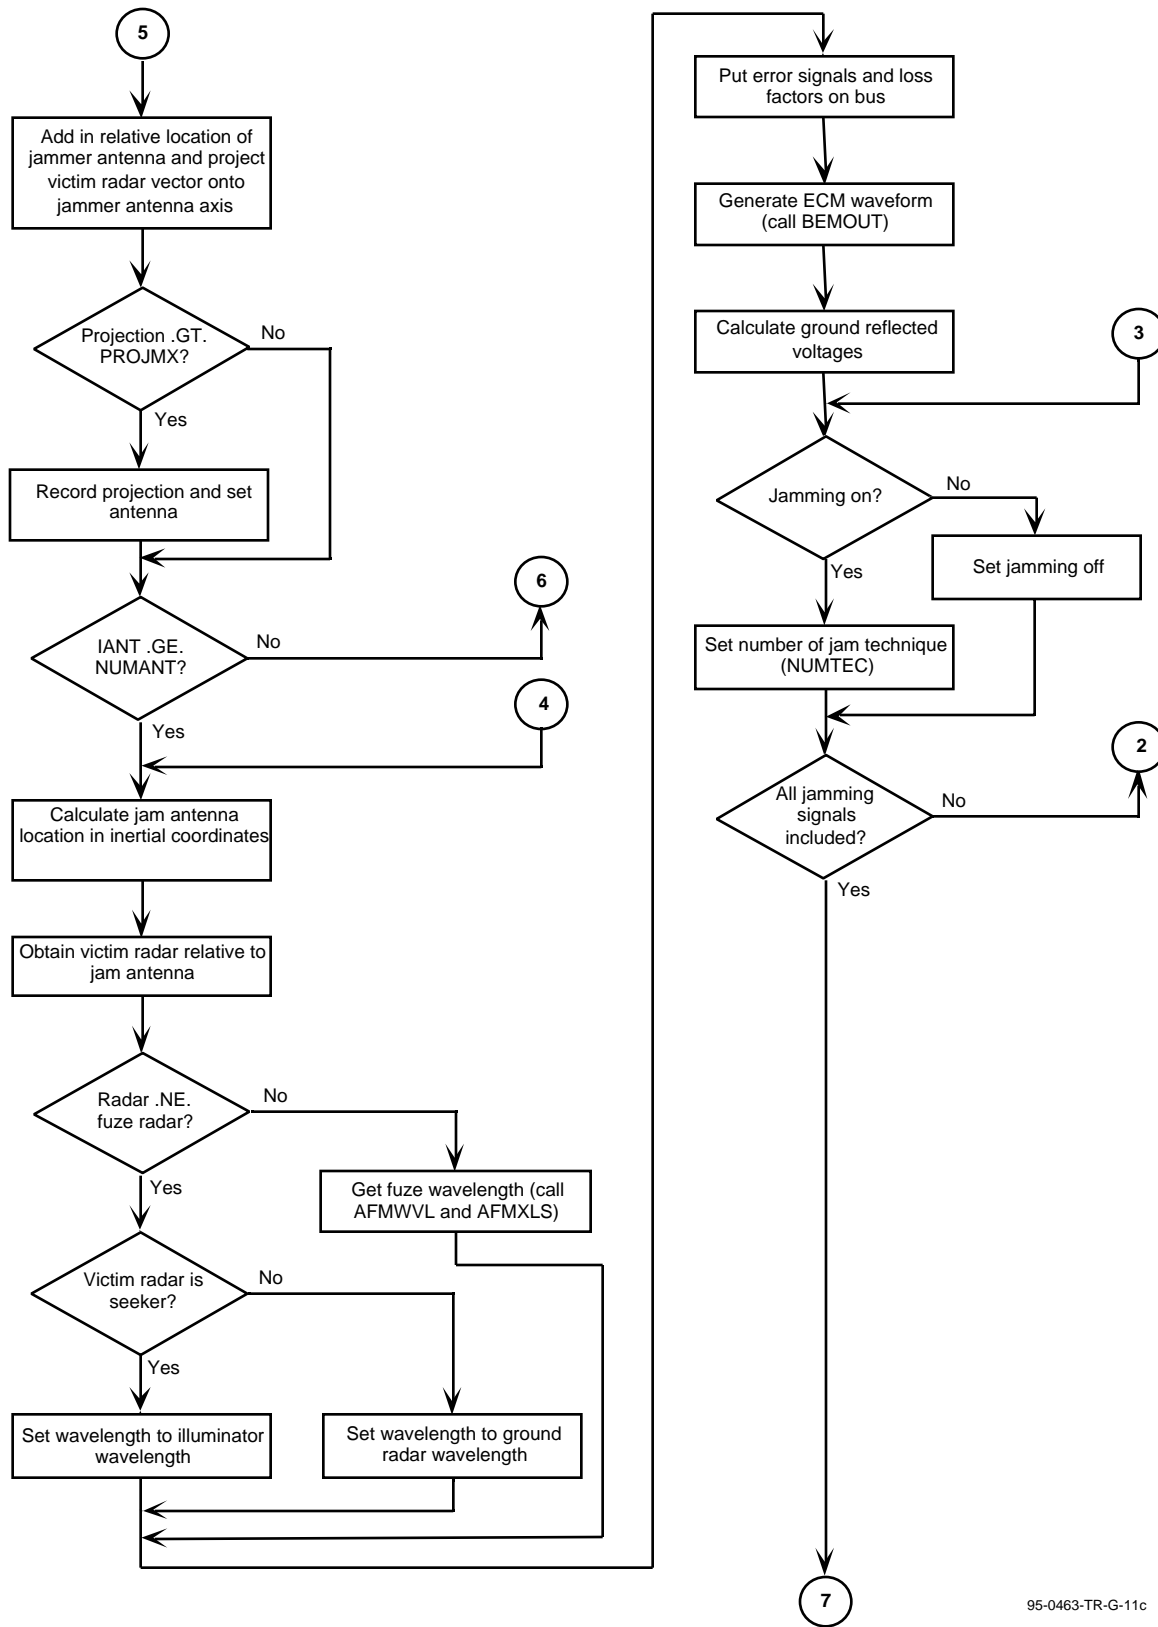 5
Add in relative location of
jammer antenna and project
victim radar vector onto
jammer antenna axis
Projection .GT.
PROJMX?
No
Yes
Record projection and set
antenna
IANT .GE.
NUMANT?
No
6
Yes
4
Calculate jam antenna
location in inertial coordinates
Obtain victim radar relative to
jam antenna
Radar .NE.
fuze radar?
No
Yes
Get fuze wavelength (call
AFMWVL and AFMXLS)
Victim radar is
seeker?
No
Yes
Set wavelength to illuminator
wavelength
Set wavelength to ground
radar wavelength
Put error signals and loss
factors on bus
Generate ECM waveform
(call BEMOUT)
Calculate ground reflected
voltages
3
Jamming on?
No
Yes
Set jamming off
Set number of jam technique
(NUMTEC)
All jamming
signals
included?
No
2
Yes
7
95-0463-TR-G-11c